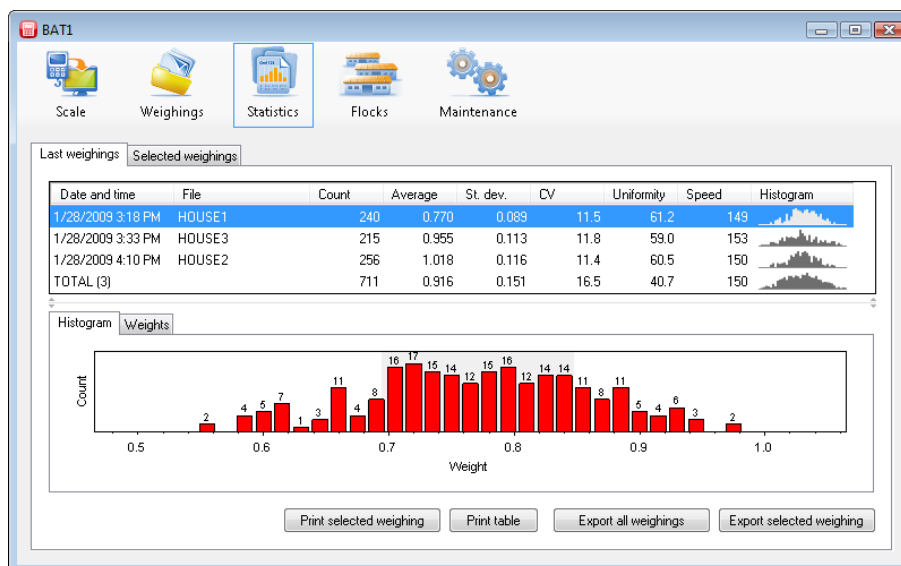 BAT1
Scale Weighings Statistics Flocks Maintenance
Last weighings Selected weighings
Date and time File Count Average St. dev. CV Uniformity Speed Histogram
1/28/2009 3:18 PM HOUSE1 240 0.770 0.089 11.5 61.2 149
1/28/2009 3:33 PM HOUSE3 215 0.955 0.113 11.8 59.0 153
1/28/2009 4:10 PM HOUSE2 256 1.018 0.116 11.4 60.5 150
TOTAL (3) 711 0.916 0.151 16.5 40.7 150
Histogram Weights
Count
2 4 5 7 1 3 11 4 8 16 17 15 14 12 15 16 12 14 14 11 8 11 5 4 6 3 2
0.5 0.6 0.7 0.8 0.9 1.0
Weight
Print selected weighing Print table Export all weighings Export selected weighing